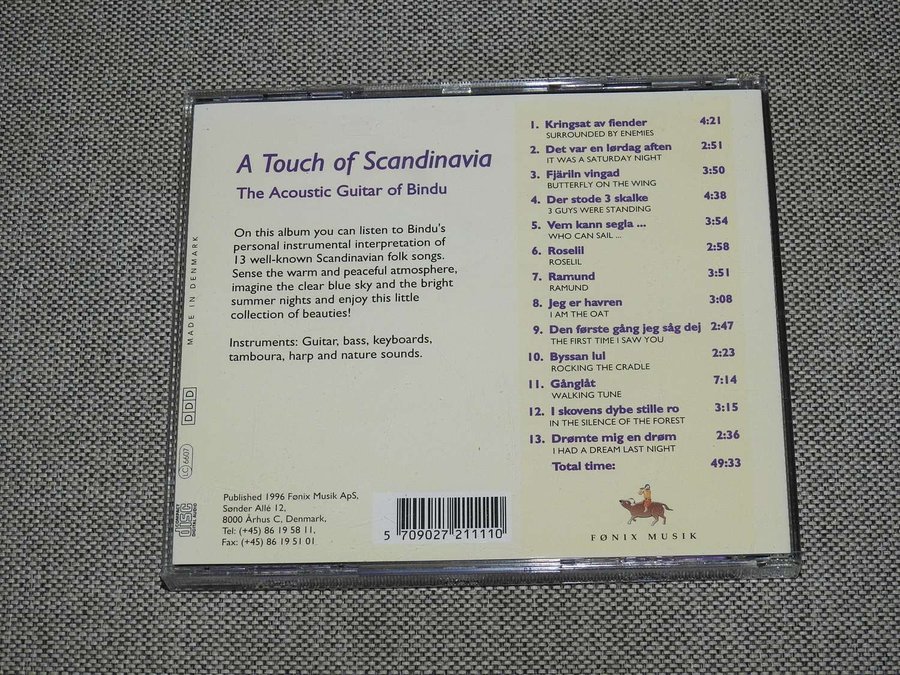 A Touch of Scandinavia
The Acoustic Guitar of Bindu
On this album you can listen to Bindu's
personal instrumental interpretation of
13 well-known Scandinavian folk songs.
Sense the warm and peaceful atmosphere,
imagine the clear blue sky and the bright
summer nights and enjoy this little
collection of beauties!
Instruments: Guitar, bass, keyboards,
tamboura, harp and nature sounds.
MADE IN DENMARK
DDD
LC 6607
COMPACT
disc
DIGITAL AUDIO
Published 1996 Fønix Musik ApS,
Sønder Allé 12,
8000 Århus C, Denmark,
Tel: (+45) 86 19 58 11,
Fax: (+45) 86 19 51 01
5 709027 211110
1. Kringsat av fiender 4:21
SURROUNDED BY ENEMIES
2. Det var en lørdag aften 2:51
IT WAS A SATURDAY NIGHT
3. Fjäriln vingad 3:50
BUTTERFLY ON THE WING
4. Der stode 3 skalke 4:38
3 GUYS WERE STANDING
5. Vem kann segla ... 3:54
WHO CAN SAIL ...
6. Roselil 2:58
ROSELIL
7. Ramund 3:51
RAMUND
8. Jeg er havren 3:08
I AM THE OAT
9. Den første gång jeg såg dej 2:47
THE FIRST TIME I SAW YOU
10. Byssan lul 2:23
ROCKING THE CRADLE
11. Gånglåt 7:14
WALKING TUNE
12. I skovens dybe stille ro 3:15
IN THE SILENCE OF THE FOREST
13. Drømte mig en drøm 2:36
I HAD A DREAM LAST NIGHT
Total time: 49:33
FØNIX MUSIK